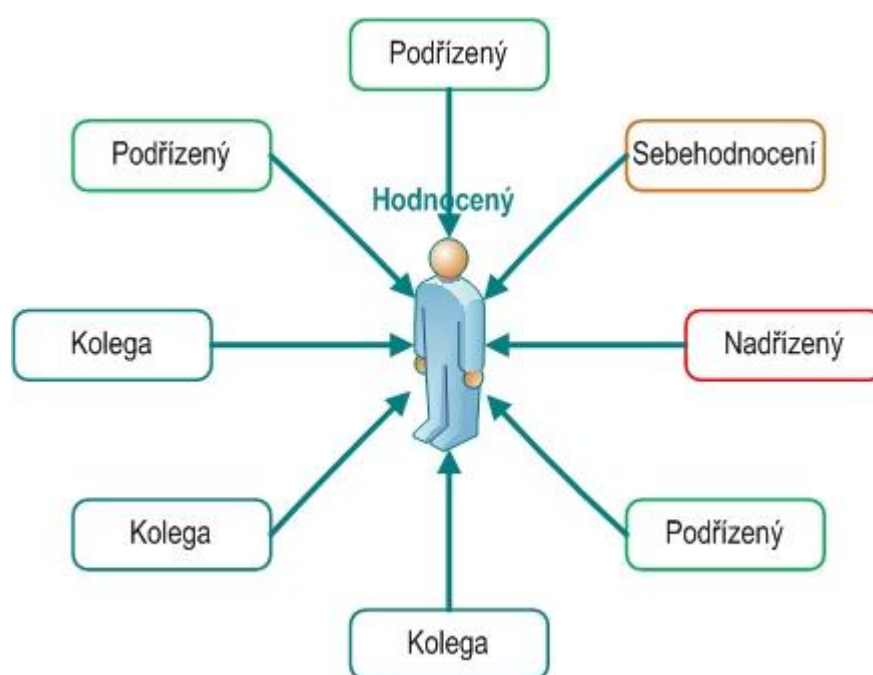 Podřízený
Podřízený
Sebehodnocení
Hodnocený
Kolega
Nadřízený
Kolega
Podřízený
Kolega